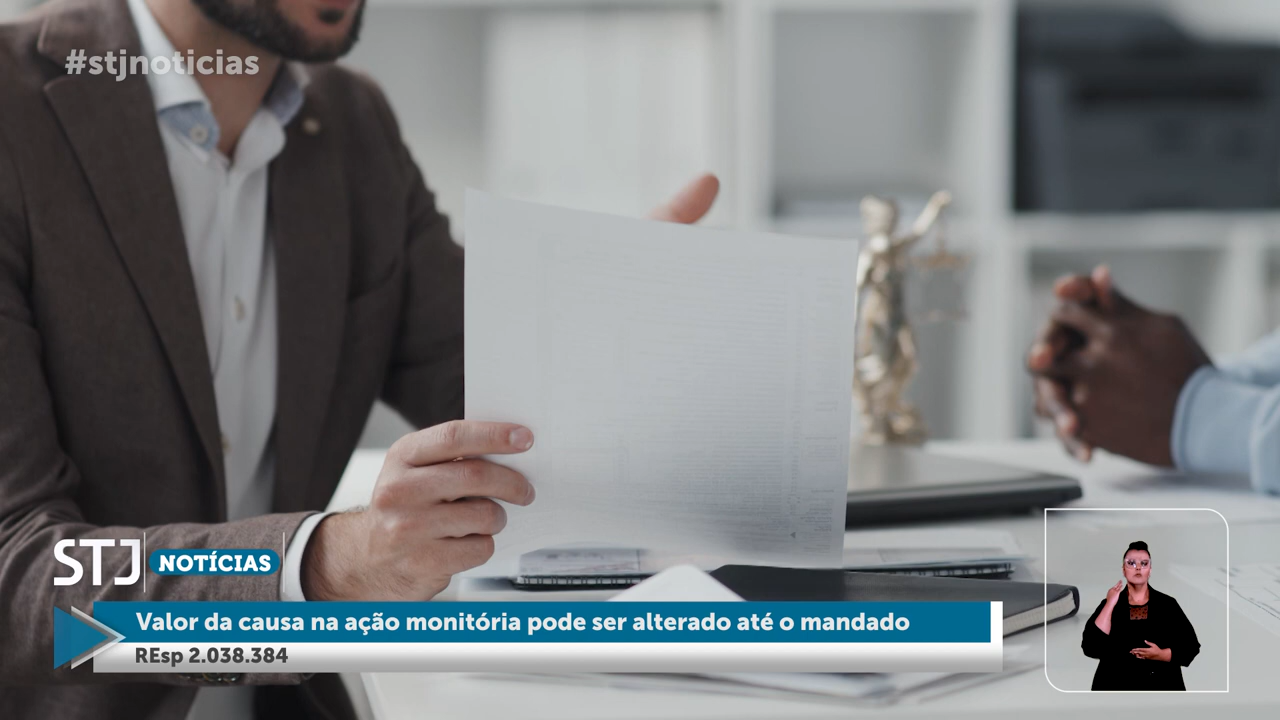 #stjnoticias
STJ NOTÍCIAS
Valor da causa na ação monitória pode ser alterado até o mandado
REsp 2.038.384